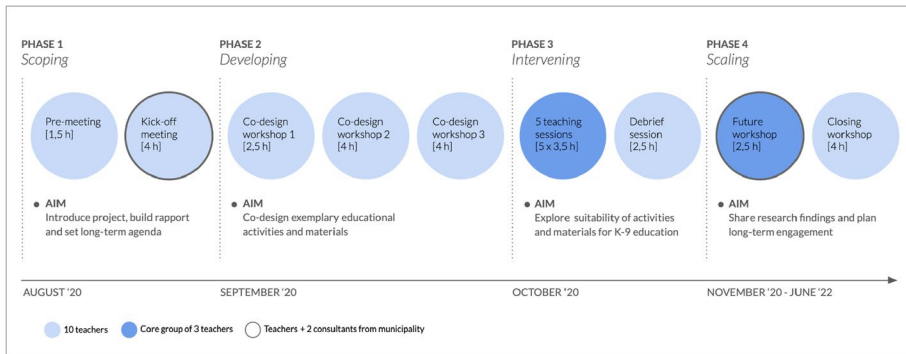 PHASE 1
Scoping
PHASE 2
Developing
PHASE 3
Intervening
PHASE 4
Scaling
Pre-meeting
[1,5 h]
Kick-off
meeting
[4 h]
Co-design
workshop 1
[2,5 h]
Co-design
workshop 2
[4 h]
Co-design
workshop 3
[4 h]
5 teaching
sessions
[5 x 3,5 h]
Debrief
session
[2,5 h]
Future
workshop
[2,5 h]
Closing
workshop
[4 h]
AIM
Introduce project, build rapport
and set long-term agenda
AIM
Co-design exemplary educational
activities and materials
AIM
Explore suitability of activities
and materials for K-9 education
AIM
Share research findings and plan
long-term engagement
AUGUST ‘20
SEPTEMBER ‘20
OCTOBER ‘20
NOVEMBER ‘20 - JUNE ‘22
10 teachers
Core group of 3 teachers
Teachers + 2 consultants from municipality